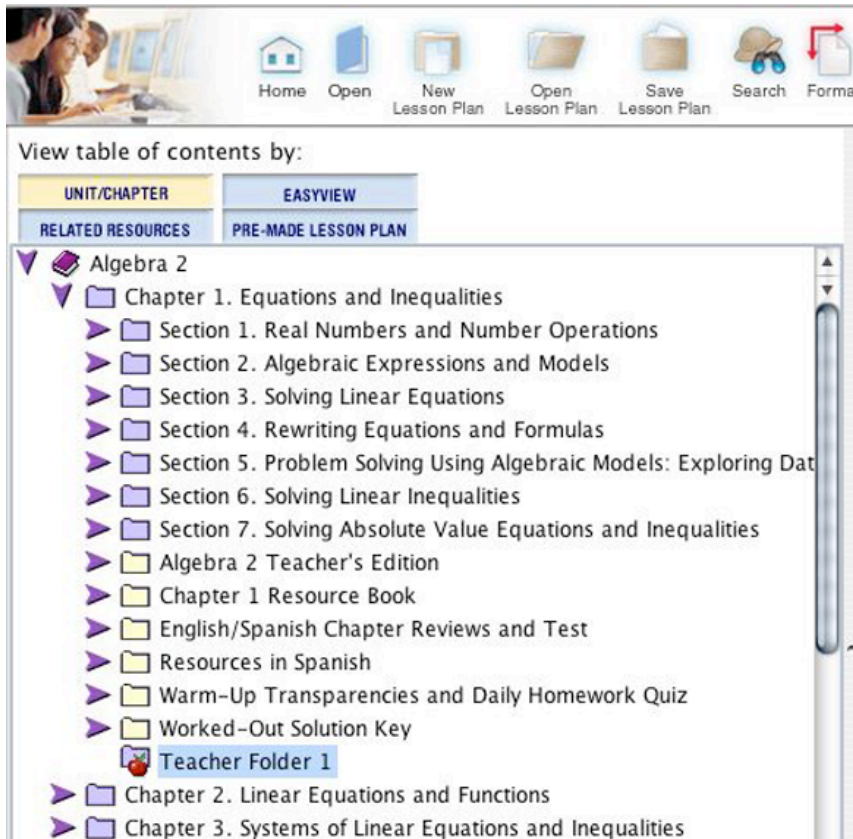 Home Open New Lesson Plan Open Lesson Plan Save Lesson Plan Search Forma
View table of contents by:
UNIT/CHAPTER EASYVIEW
RELATED RESOURCES PRE-MADE LESSON PLAN
Algebra 2
Chapter 1. Equations and Inequalities
Section 1. Real Numbers and Number Operations
Section 2. Algebraic Expressions and Models
Section 3. Solving Linear Equations
Section 4. Rewriting Equations and Formulas
Section 5. Problem Solving Using Algebraic Models: Exploring Dat
Section 6. Solving Linear Inequalities
Section 7. Solving Absolute Value Equations and Inequalities
Algebra 2 Teacher's Edition
Chapter 1 Resource Book
English/Spanish Chapter Reviews and Test
Resources in Spanish
Warm-Up Transparencies and Daily Homework Quiz
Worked-Out Solution Key
Teacher Folder 1
Chapter 2. Linear Equations and Functions
Chapter 3. Systems of Linear Equations and Inequalities